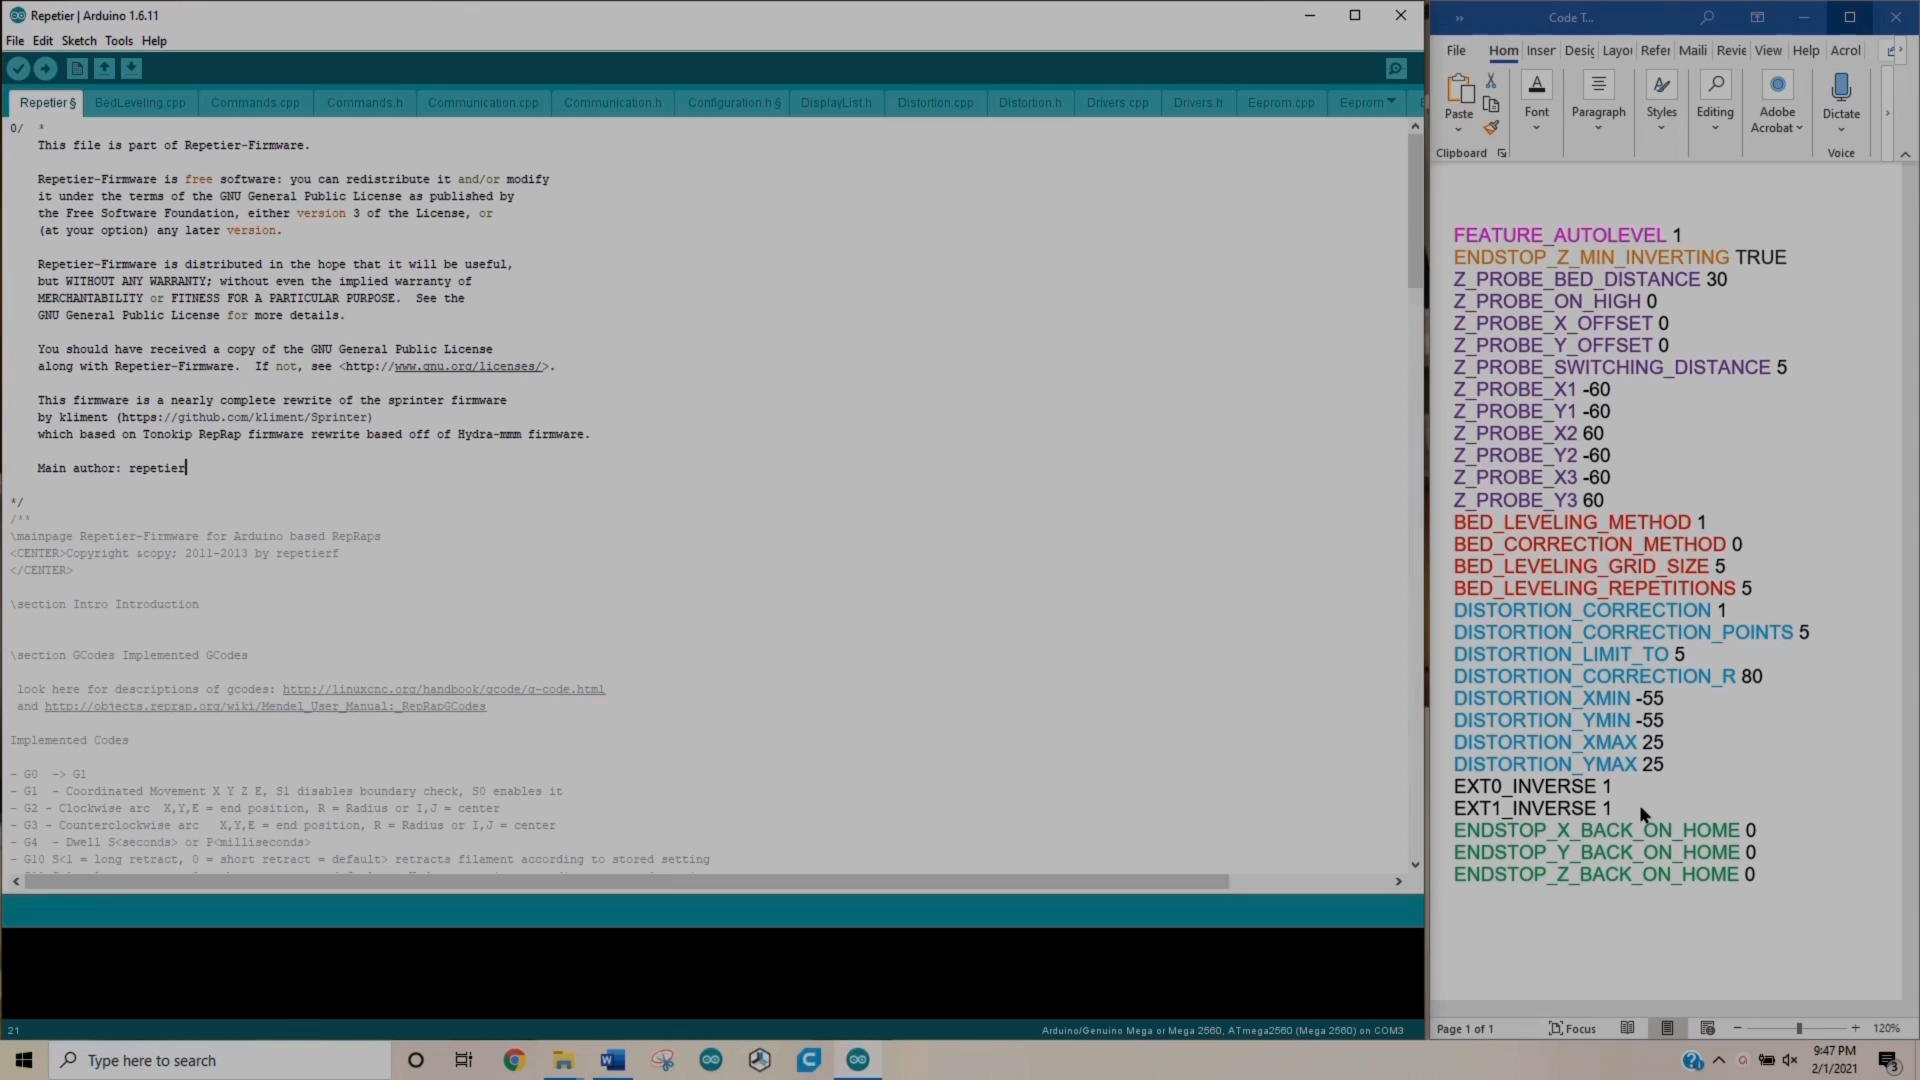 Repetier | Arduino 1.6.11
File Edit Sketch Tools Help
Repetier § BedLeveling.cpp Commands.cpp Commands.h Communication.cpp Communication.h Configuration.h § DisplayList.h Distortion.cpp Distortion.h Drivers.cpp Drivers.h Eeprom.cpp Eeprom
0/ *
This file is part of Repetier-Firmware.
Repetier-Firmware is free software: you can redistribute it and/or modify
it under the terms of the GNU General Public License as published by
the Free Software Foundation, either version 3 of the License, or
(at your option) any later version.
Repetier-Firmware is distributed in the hope that it will be useful,
but WITHOUT ANY WARRANTY; without even the implied warranty of
MERCHANTABILITY or FITNESS FOR A PARTICULAR PURPOSE. See the
GNU General Public License for more details.
You should have received a copy of the GNU General Public License
along with Repetier-Firmware. If not, see <http://www.gnu.org/licenses/>.
This firmware is a nearly complete rewrite of the sprinter firmware
by kliment (https://github.com/kliment/Sprinter)
which based on Tonokip RepRap firmware rewrite based off of Hydra-mmm firmware.
Main author: repetier
*/
/**
\mainpage Repetier-Firmware for Arduino based RepRaps
<CENTER>Copyright &copy; 2011-2013 by repetierf
</CENTER>
\section Intro Introduction
\section GCodes Implemented GCodes
look here for descriptions of gcodes: http://linuxcnc.org/handbook/gcode/g-code.html
and http://objects.reprap.org/wiki/Mendel_User_Manual:_RepRapGCodes
Implemented Codes
- G0 -> G1
- G1 - Coordinated Movement X Y Z E, S1 disables boundary check, S0 enables it
- G2 - Clockwise arc X,Y,E = end position, R = Radius or I,J = center
- G3 - Counterclockwise arc X,Y,E = end position, R = Radius or I,J = center
- G4 - Dwell S<seconds> or P<milliseconds>
- G10 S<1 = long retract, 0 = short retract = default> retracts filament according to stored setting
21
Arduino/Genuino Mega or Mega 2560, ATmega2560 (Mega 2560) on COM3
Code T...
File Hom Inser Desig Layou Refer Maili Revie View Help Acrol
Paste Font Paragraph Styles Editing Adobe Acrobat Dictate
Clipboard Voice
FEATURE_AUTOLEVEL 1
ENDSTOP_Z_MIN_INVERTING TRUE
Z_PROBE_BED_DISTANCE 30
Z_PROBE_ON_HIGH 0
Z_PROBE_X_OFFSET 0
Z_PROBE_Y_OFFSET 0
Z_PROBE_SWITCHING_DISTANCE 5
Z_PROBE_X1 -60
Z_PROBE_Y1 -60
Z_PROBE_X2 60
Z_PROBE_Y2 -60
Z_PROBE_X3 -60
Z_PROBE_Y3 60
BED_LEVELING_METHOD 1
BED_CORRECTION_METHOD 0
BED_LEVELING_GRID_SIZE 5
BED_LEVELING_REPETITIONS 5
DISTORTION_CORRECTION 1
DISTORTION_CORRECTION_POINTS 5
DISTORTION_LIMIT_TO 5
DISTORTION_CORRECTION_R 80
DISTORTION_XMIN -55
DISTORTION_YMIN -55
DISTORTION_XMAX 25
DISTORTION_YMAX 25
EXT0_INVERSE 1
EXT1_INVERSE 1
ENDSTOP_X_BACK_ON_HOME 0
ENDSTOP_Y_BACK_ON_HOME 0
ENDSTOP_Z_BACK_ON_HOME 0
Page 1 of 1 Focus 120%
Type here to search
9:47 PM
2/1/2021
3